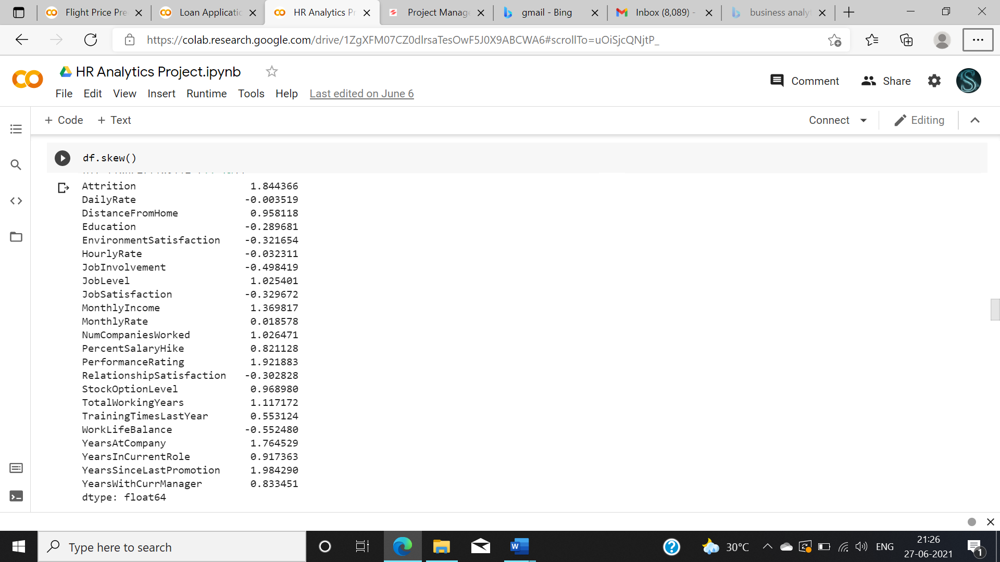 Flight Price Pre
Loan Applicatio
HR Analytics Pr
Project Manage
gmail - Bing
Inbox (8,089) -
business analyt
https://colab.research.google.com/drive/1ZgXFM07CZ0dlrsaTesOwF5J0X9ABCWA6#scrollTo=uOiSjcQNjtP_
HR Analytics Project.ipynb
Comment
Share
File Edit View Insert Runtime Tools Help Last edited on June 6
+ Code + Text
Connect
Editing
df.skew()
Attrition 1.844366
DailyRate -0.003519
DistanceFromHome 0.958118
Education -0.289681
EnvironmentSatisfaction -0.321654
HourlyRate -0.032311
JobInvolvement -0.498419
JobLevel 1.025401
JobSatisfaction -0.329672
MonthlyIncome 1.369817
MonthlyRate 0.018578
NumCompaniesWorked 1.026471
PercentSalaryHike 0.821128
PerformanceRating 1.921883
RelationshipSatisfaction -0.302828
StockOptionLevel 0.968980
TotalWorkingYears 1.117172
TrainingTimesLastYear 0.553124
WorkLifeBalance -0.552480
YearsAtCompany 1.764529
YearsInCurrentRole 0.917363
YearsSinceLastPromotion 1.984290
YearsWithCurrManager 0.833451
dtype: float64
Type here to search
30°C
ENG
21:26
27-06-2021
1